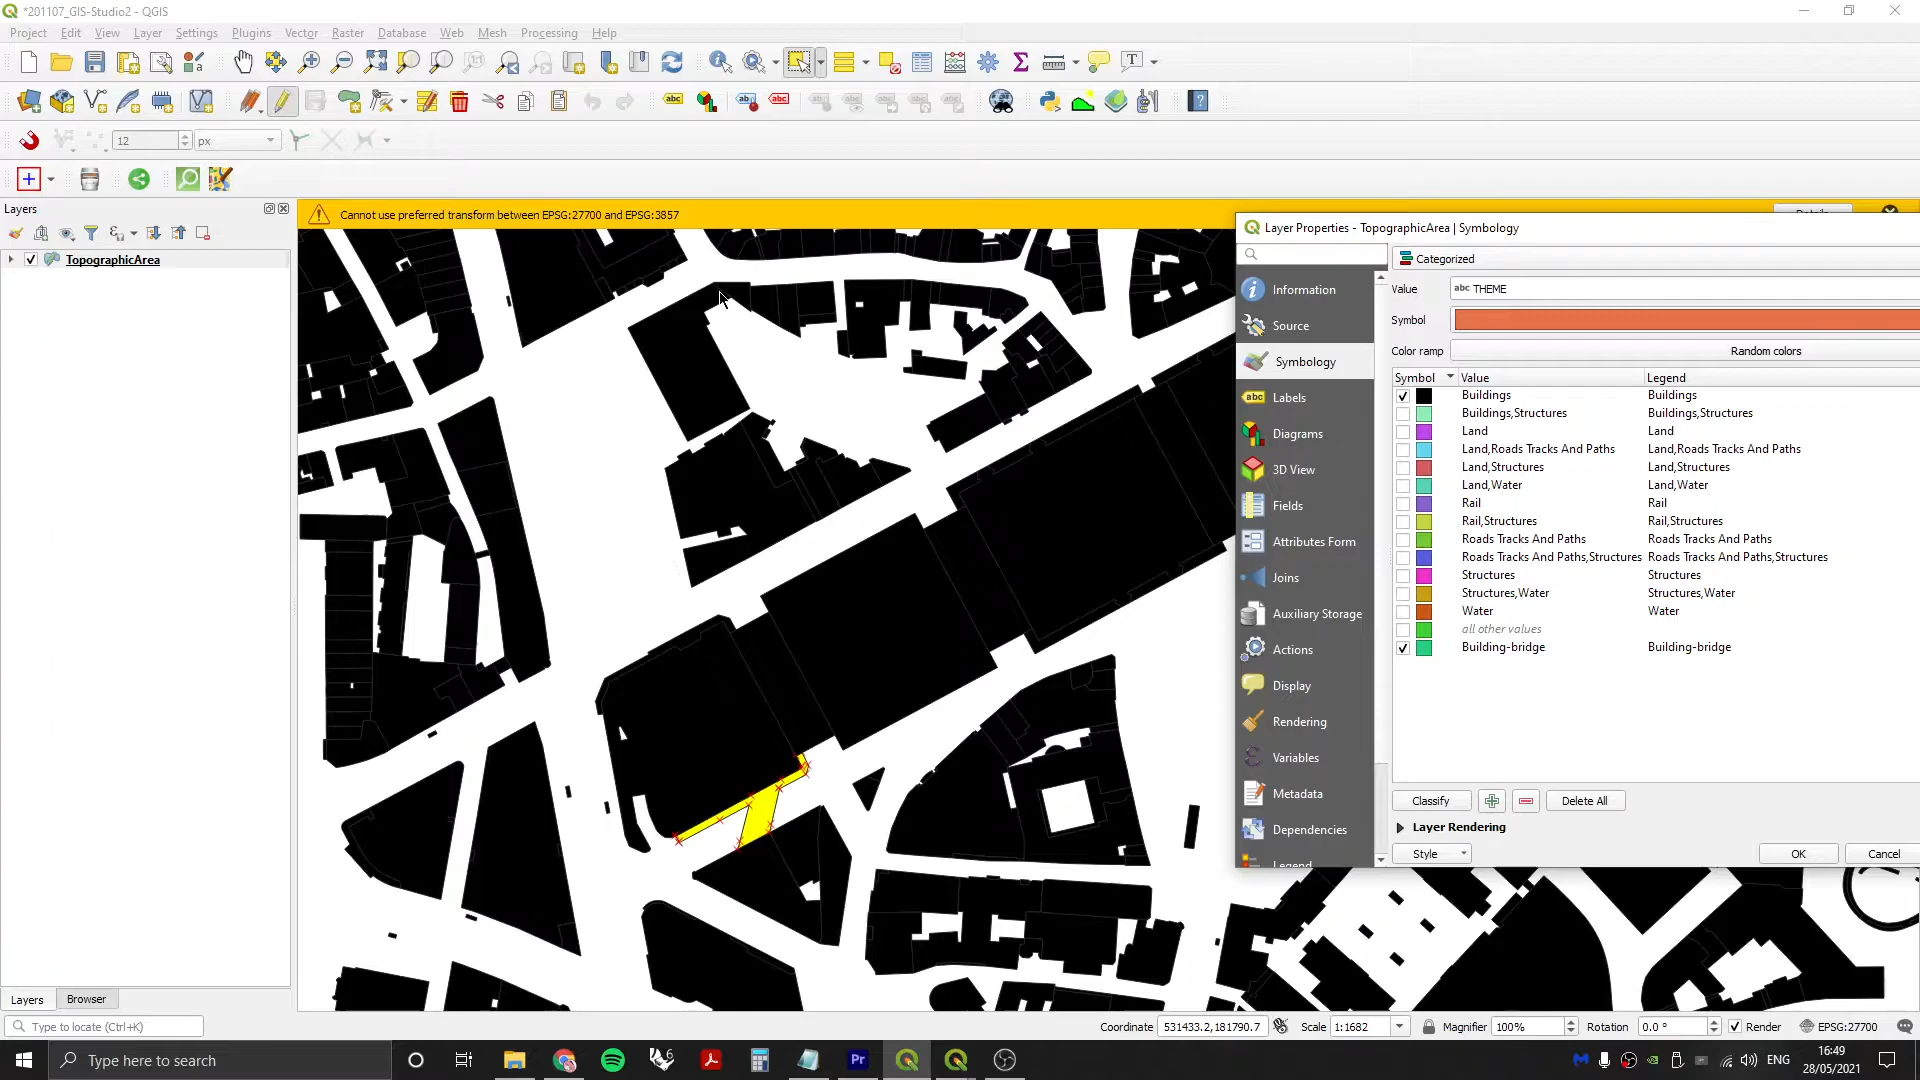 *201107_GIS-Studio2 - QGIS
Project Edit View Layer Settings Plugins Vector Raster Database Web Mesh Processing Help
12 px
Layers
TopographicArea
Cannot use preferred transform between EPSG:27700 and EPSG:3857
Layer Properties - TopographicArea | Symbology
Information
Source
Symbology
Labels
Diagrams
3D View
Fields
Attributes Form
Joins
Auxiliary Storage
Actions
Display
Rendering
Variables
Metadata
Dependencies
Legend
Categorized
Value abc THEME
Symbol
Color ramp Random colors
Symbol Value Legend
Buildings Buildings
Buildings,Structures Buildings,Structures
Land Land
Land,Roads Tracks And Paths Land,Roads Tracks And Paths
Land,Structures Land,Structures
Land,Water Land,Water
Rail Rail
Rail,Structures Rail,Structures
Roads Tracks And Paths Roads Tracks And Paths
Roads Tracks And Paths,Structures Roads Tracks And Paths,Structures
Structures Structures
Structures,Water Structures,Water
Water Water
all other values
Building-bridge Building-bridge
Classify Delete All
Layer Rendering
Style OK Cancel
Layers Browser
Type to locate (Ctrl+K)
Coordinate 531433.2,181790.7 Scale 1:1682 Magnifier 100% Rotation 0.0 ° Render EPSG:27700
Type here to search
ENG
16:49
28/05/2021